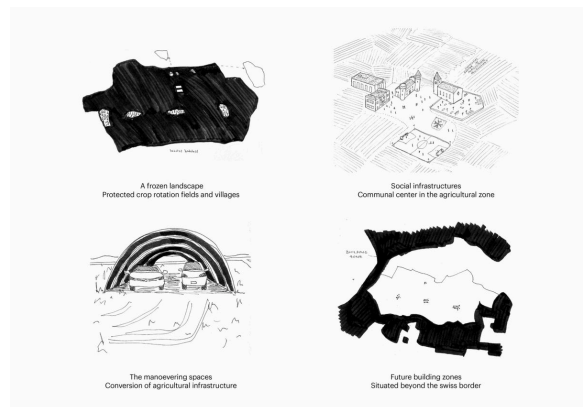 A frozen landscape
Protected crop rotation fields and villages
Social infrastructures
Communal center in the agricultural zone
The manoevering spaces
Conversion of agricultural infrastructure
Future building zones
Situated beyond the swiss border